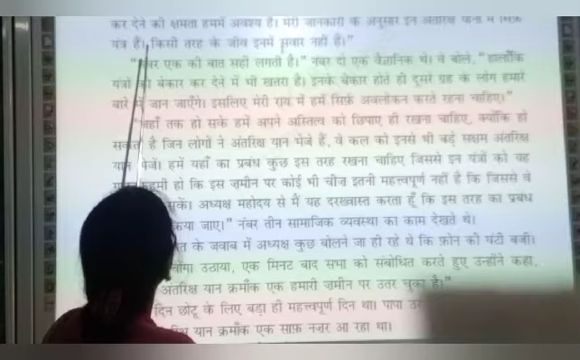 कर देने की क्षमता हममें अवश्य है। मेरी जानकारी के अनुसार इन अंतरिक्ष यानों में सिर्फ़
यंत्र हैं। किसी तरह के जीव इनमें सवार नहीं हैं।"
एक की बात सही लगती है।" नंबर दो एक वैज्ञानिक थे। वे बोले, "हालाँकि
यंत्रों को बेकार कर देने में भी खतरा है। इनके बेकार होते ही दूसरे ग्रह के लोग हमारे
बारे में जान जाएँगे। इसलिए मेरी राय में हमें सिर्फ़ अवलोकन करते रहना चाहिए।"
"जहाँ तक हो सके हमें अपने अस्तित्व को छिपाए ही रखना चाहिए, क्योंकि हो
सकता है जिन लोगों ने अंतरिक्ष यान भेजे हैं, वे कल को इनसे भी बड़े सक्षम अंतरिक्ष
यान भेजें। हमें यहाँ का प्रबंध कुछ इस तरह रखना चाहिए जिससे इन यंत्रों को यह
हो कि इस ज़मीन पर कोई भी चीज़ इतनी महत्त्वपूर्ण नहीं है कि जिससे वे
सकें। अध्यक्ष महोदय से मैं यह दरख्वास्त करता हूँ कि इस तरह का प्रबंध
किया जाए।" नंबर तीन सामाजिक व्यवस्था का काम देखते थे।
के जवाब में अध्यक्ष कुछ बोलने जा ही रहे थे कि फ़ोन की घंटी बजी।
चोंगा उठाया, एक मिनट बाद सभा को संबोधित करते हुए उन्होंने कहा,
अंतरिक्ष यान क्रमाँक एक हमारी ज़मीन पर उतर चुका है।"
दिन छोटू के लिए बड़ा ही महत्त्वपूर्ण दिन था। पापा
यान क्रमाँक एक साफ़ नज़र आ रहा था।